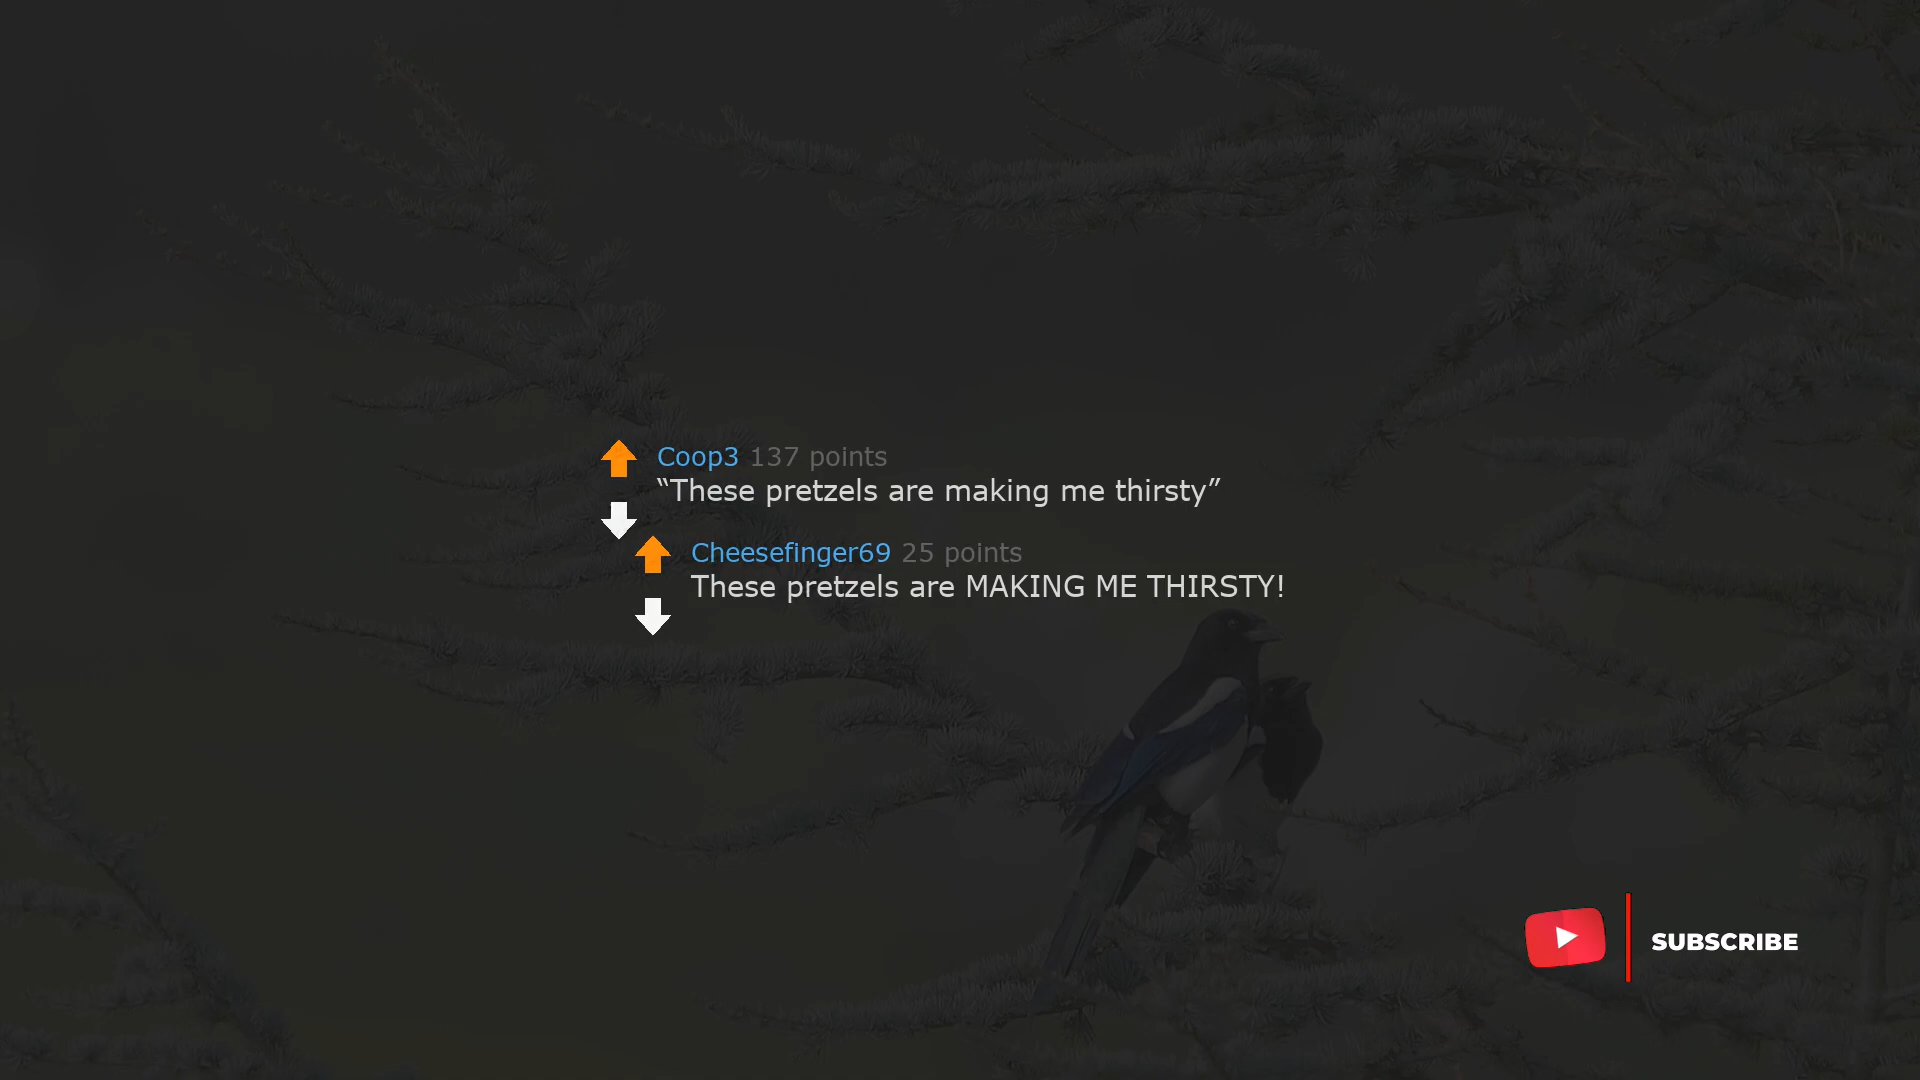 Coop3 137 points
“These pretzels are making me thirsty”
Cheesefinger69 25 points
These pretzels are MAKING ME THIRSTY!
SUBSCRIBE